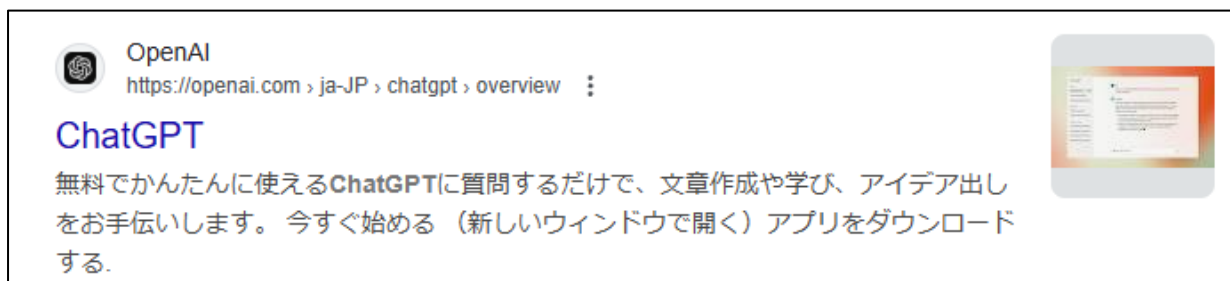 OpenAI
https://openai.com › ja-JP › chatgpt › overview
ChatGPT
無料でかんたんに使えるChatGPTに質問するだけで、文章作成や学び、アイデア出し
をお手伝いします。 今すぐ始める （新しいウィンドウで開く）アプリをダウンロード
する.